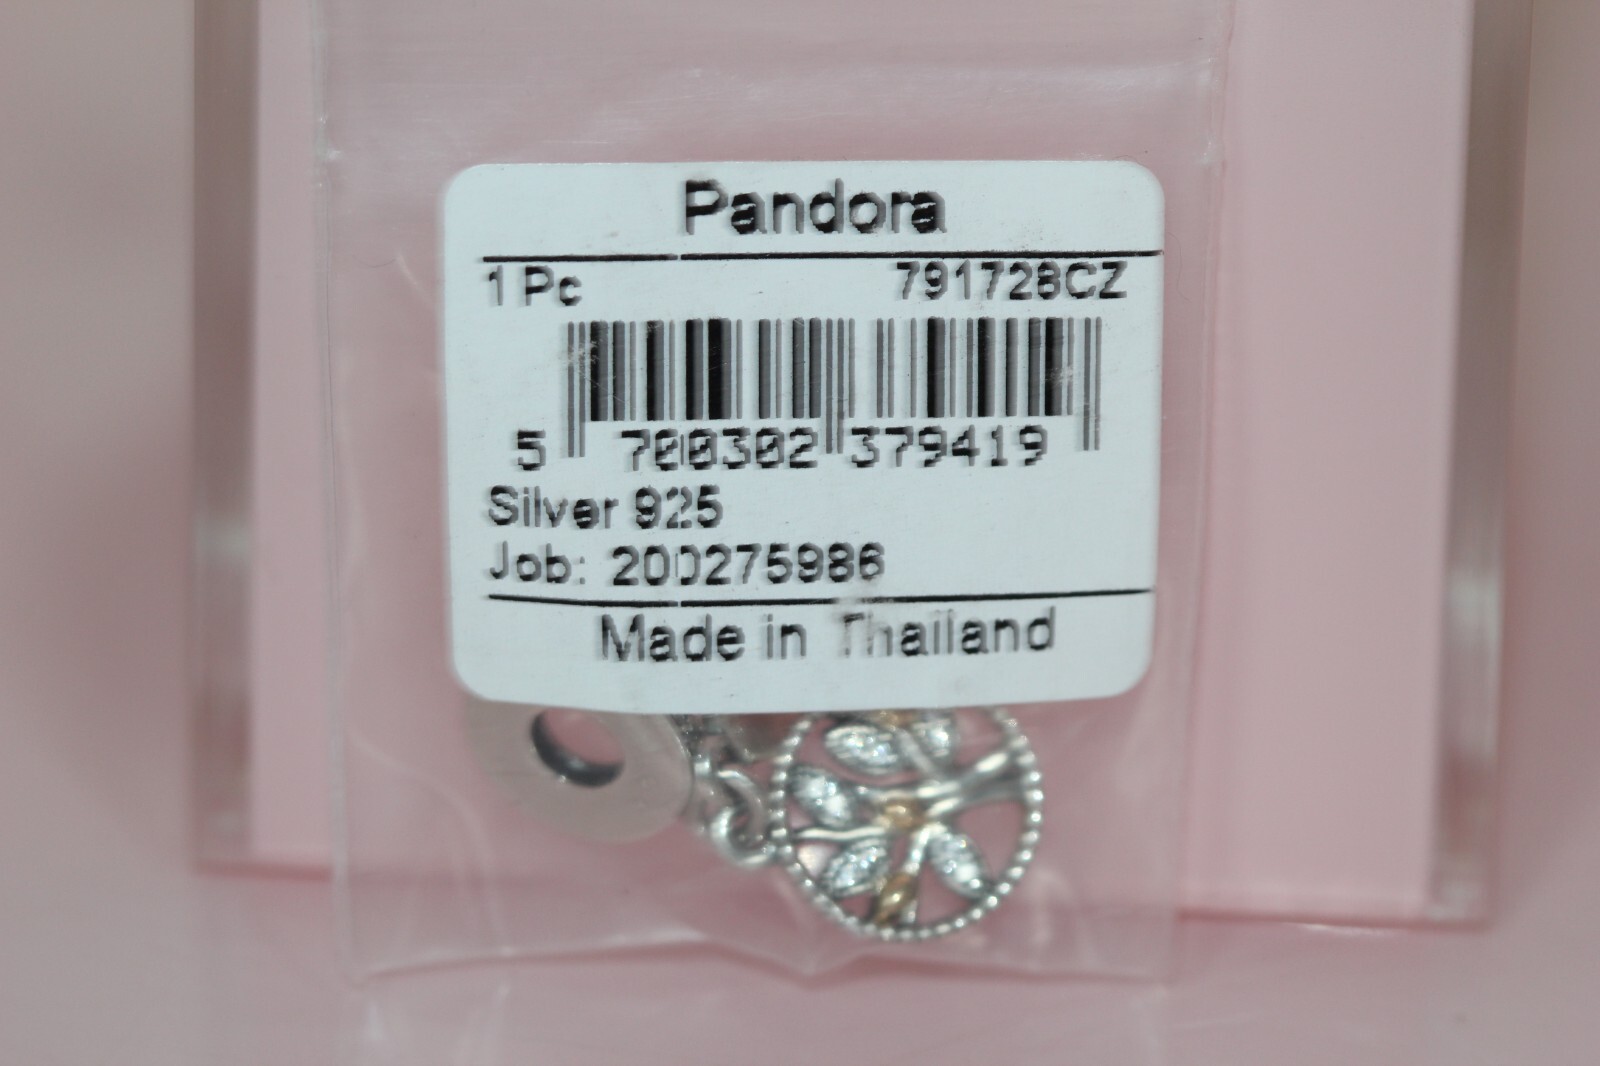 Pandora
1 Pc 791728CZ
5 700302 379419
Silver 925
Job: 200275986
Made in Thailand